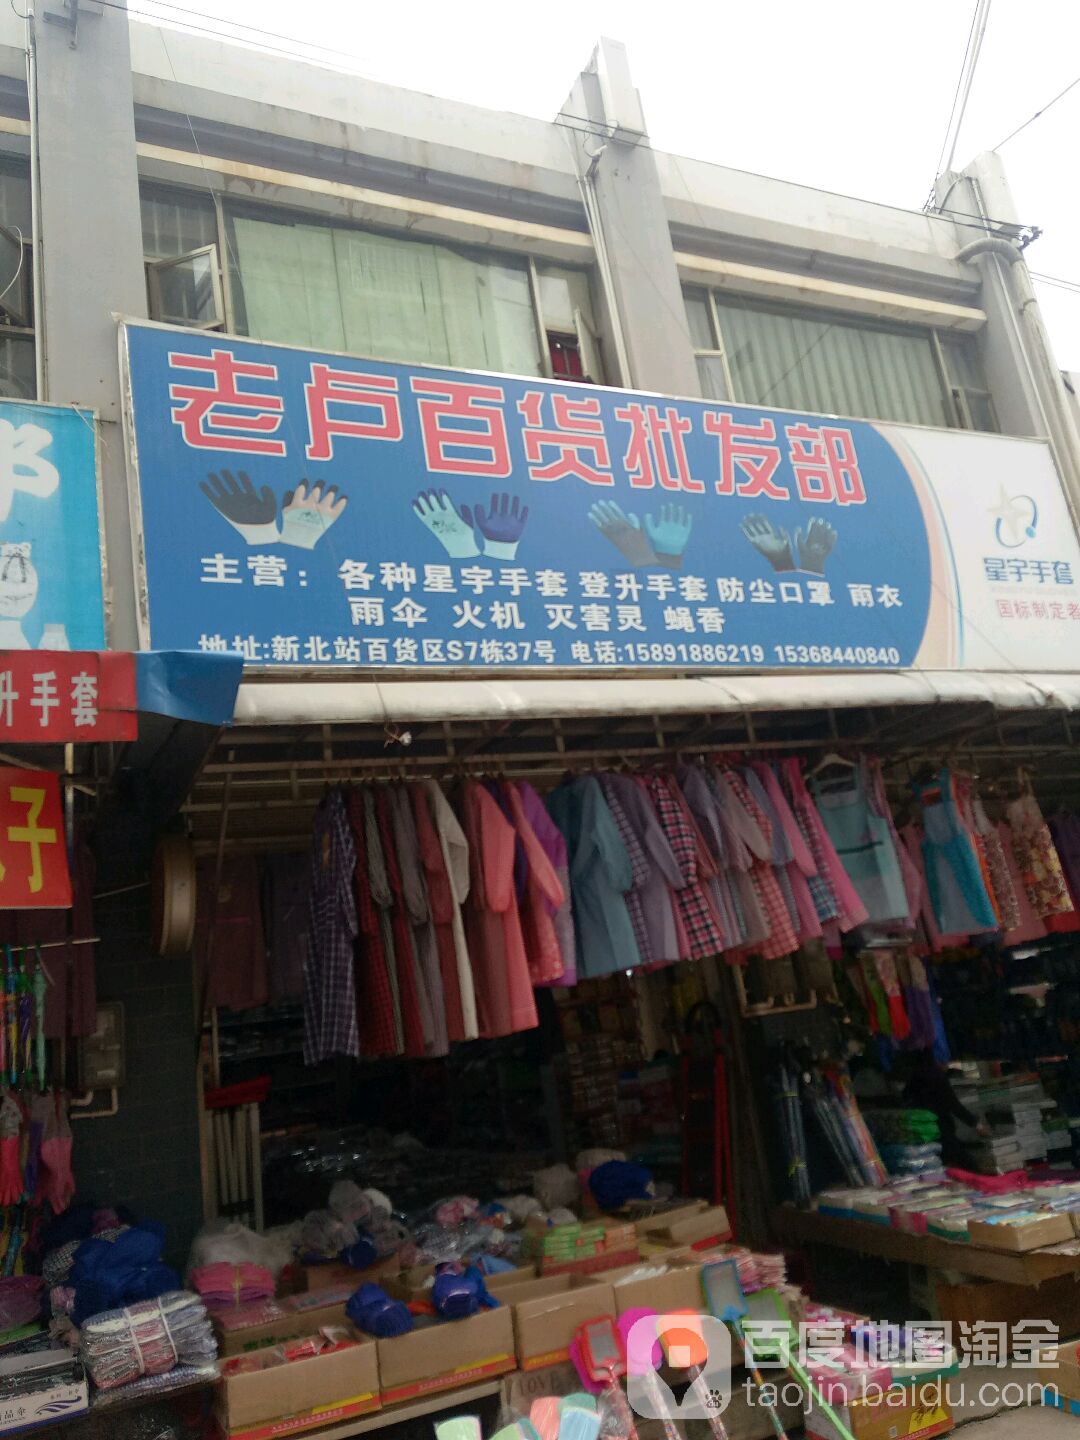 老卢百货批发部
主营：各种星宇手套 登升手套 防尘口罩 雨衣
雨伞 火机 灭害灵 蝇香
地址:新北站百货区S7栋37号 电话:15891886219 15368440840
星宇手套
国标制定者
升手套
子
LOVE
百度地图淘金
taojin.baidu.com